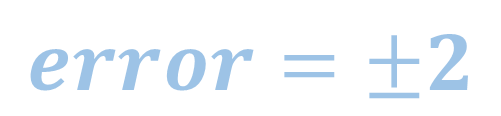 error = ±2